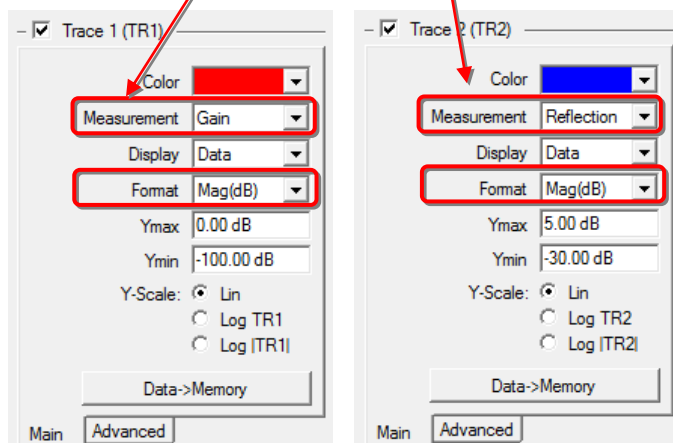 Trace 1 (TR1)
Color
Measurement Gain
Display Data
Format Mag(dB)
Ymax 0.00 dB
Ymin -100.00 dB
Y-Scale: Lin
Log TR1
Log |TR1|
Data->Memory
Main Advanced
Trace 2 (TR2)
Color
Measurement Reflection
Display Data
Format Mag(dB)
Ymax 5.00 dB
Ymin -30.00 dB
Y-Scale: Lin
Log TR2
Log |TR2|
Data->Memory
Main Advanced